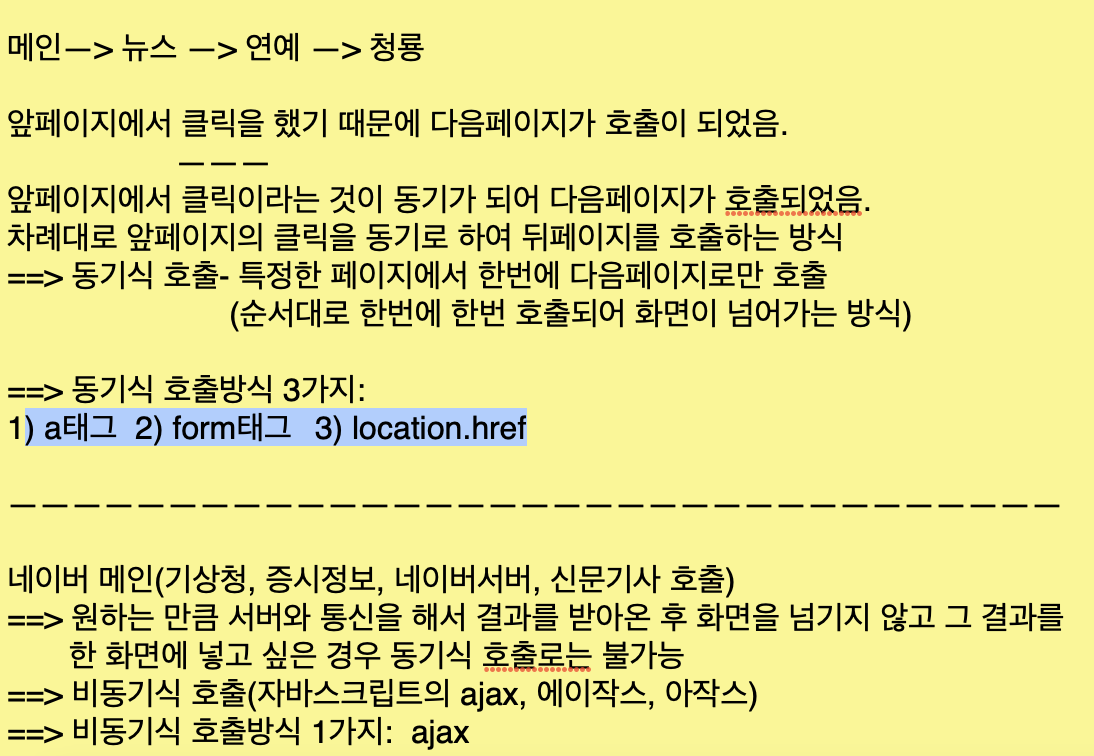 메인—> 뉴스 —> 연예 —> 청룡
앞페이지에서 클릭을 했기 때문에 다음페이지가 호출이 되었음.
— — —
앞페이지에서 클릭이라는 것이 동기가 되어 다음페이지가 호출되었음.
차례대로 앞페이지의 클릭을 동기로 하여 뒤페이지를 호출하는 방식
==> 동기식 호출- 특정한 페이지에서 한번에 다음페이지로만 호출
(순서대로 한번에 한번 호출되어 화면이 넘어가는 방식)
==> 동기식 호출방식 3가지:
1) a태그 2) form태그 3) location.href
— — — — — — — — — — — — — — — — — — — — — — — — — — — — — — — — —
네이버 메인(기상청, 증시정보, 네이버서버, 신문기사 호출)
==> 원하는 만큼 서버와 통신을 해서 결과를 받아온 후 화면을 넘기지 않고 그 결과를
한 화면에 넣고 싶은 경우 동기식 호출로는 불가능
==> 비동기식 호출(자바스크립트의 ajax, 에이작스, 아작스)
==> 비동기식 호출방식 1가지: ajax